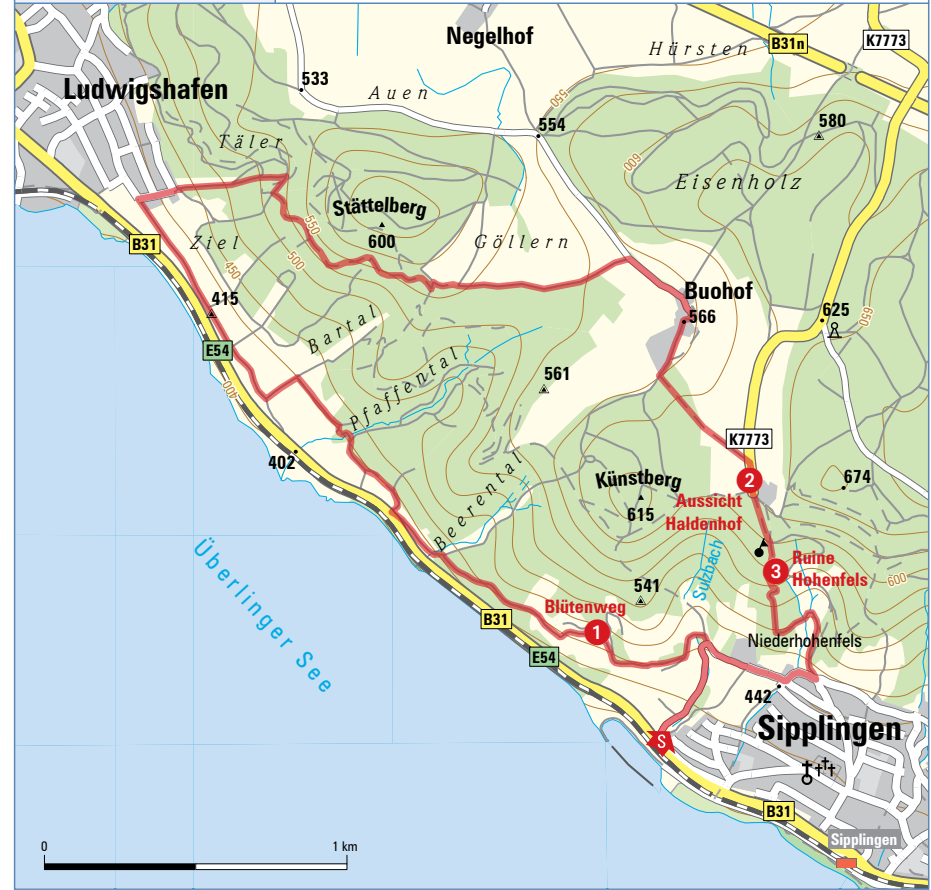 Negelhof
Hürsten
B31n
K7773
Ludwigshafen
533
Auen
550
554
580
Täler
600
Eisenholz
Stättelberg
600
550
Ziel
B31
500
Göllern
450
415
Buohof
566
625
650
Bartal
E54
400
Pfaffental
561
K7773
402
Beerental
Künstberg
615
2
Aussicht
Haldenhof
674
Überlinger See
Sulzbach
3
Ruine
Hohenfels
600
541
Blütenweg
1
B31
E54
Niederhohenfels
442
S
Sipplingen
B31
Sipplingen
0
1 km